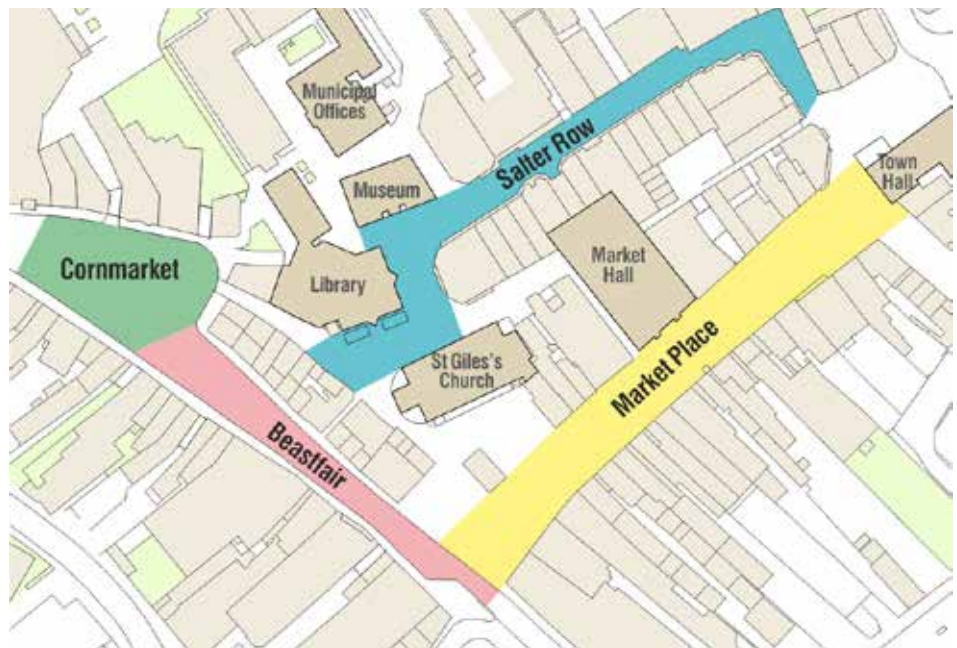 Municipal
Offices
Salter Row
Museum
Town
Hall
Cornmarket
Library
Market
Hall
St Giles's
Church
Market Place
Beastfair